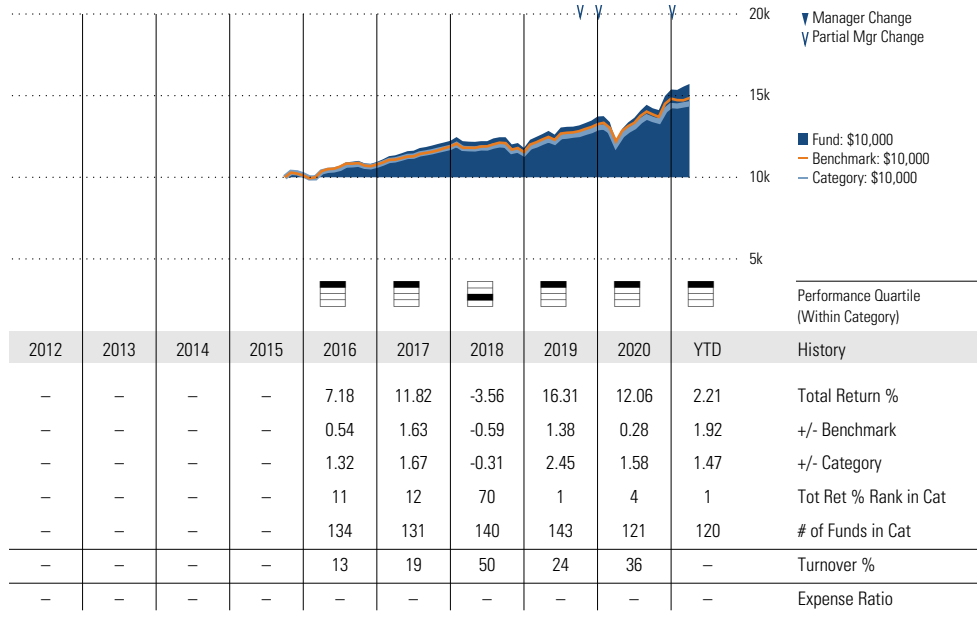 20k
▼ Manager Change
V Partial Mgr Change
15k
Fund: $10,000
Benchmark: $10,000
Category: $10,000
10k
5k
Performance Quartile
(Within Category)
2012 2013 2014 2015 2016 2017 2018 2019 2020 YTD History
– – – – 7.18 11.82 -3.56 16.31 12.06 2.21 Total Return %
– – – – 0.54 1.63 -0.59 1.38 0.28 1.92 +/- Benchmark
– – – – 1.32 1.67 -0.31 2.45 1.58 1.47 +/- Category
– – – – 11 12 70 1 4 1 Tot Ret % Rank in Cat
– – – – 134 131 140 143 121 120 # of Funds in Cat
– – – – 13 19 50 24 36 – Turnover %
– – – – – – – – – – Expense Ratio